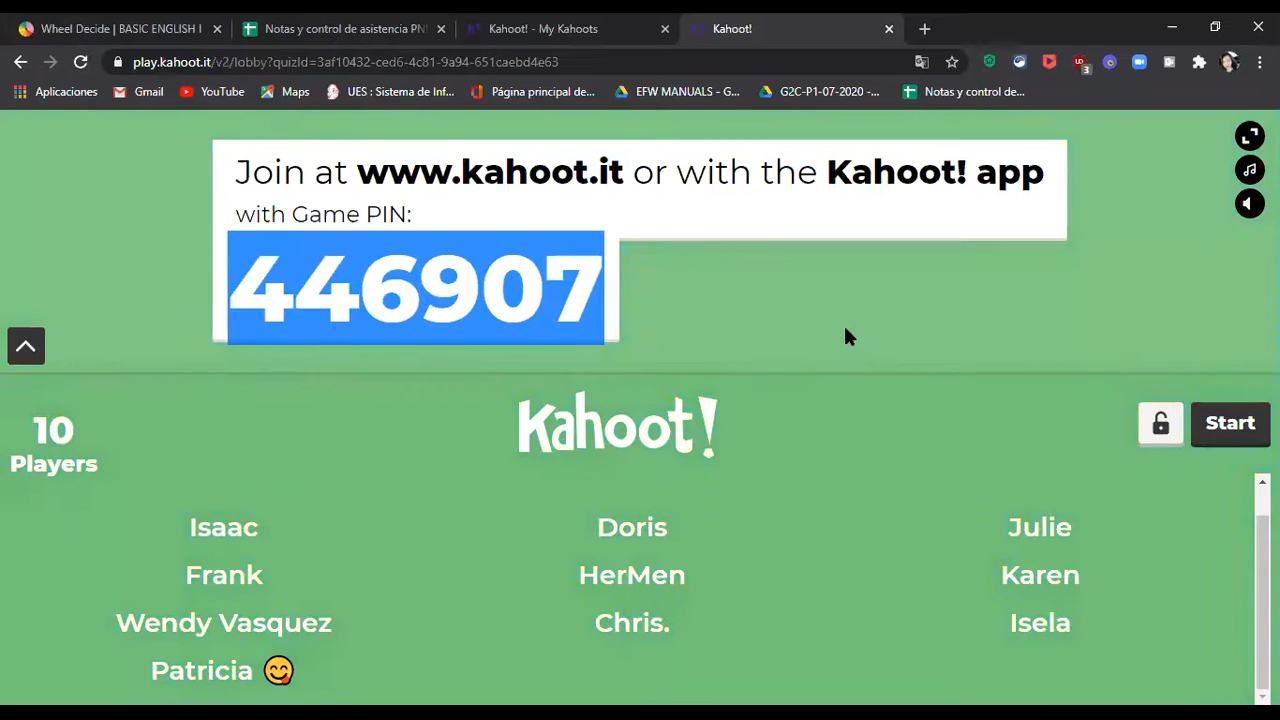 Wheel Decide | BASIC ENGLISH I
Notas y control de asistencia PN
Kahoot! - My Kahoots
Kahoot!
play.kahoot.it/v2/lobby?quizId=3af10432-ced6-4c81-9a94-651caebd4e63
3
Aplicaciones
Gmail
YouTube
Maps
UES : Sistema de Inf...
Página principal de...
EFW MANUALS - G...
G2C-P1-07-2020 -...
Notas y control de...
Join at www.kahoot.it or with the Kahoot! app
with Game PIN:
446907
10
Players
Kahoot!
Start
Isaac
Doris
Julie
Frank
HerMen
Karen
Wendy Vasquez
Chris.
Isela
Patricia 😋